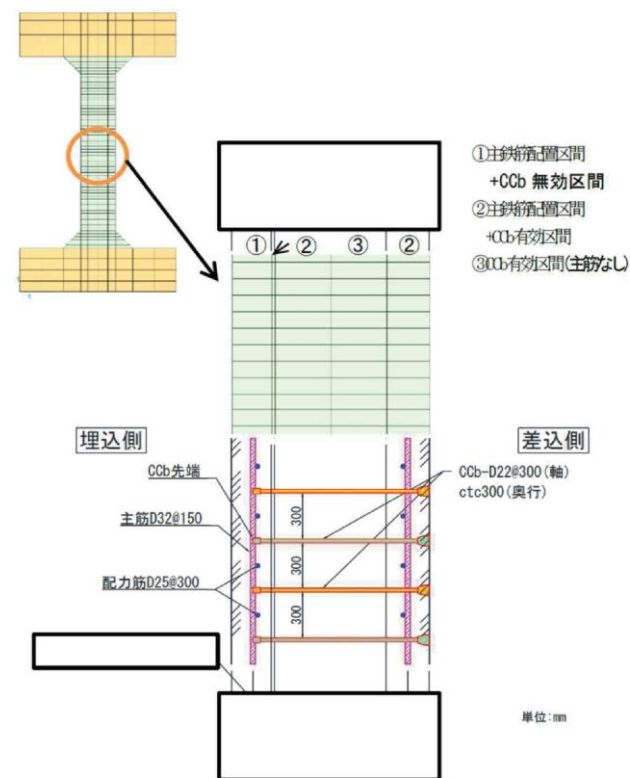 ①主鉄筋配置区間
+CCb 無効区間
②主鉄筋配置区間
+CCb有効区間
③CCb有効区間(主筋なし)
① ② ③ ②
埋込側
差込側
CCb先端
CCb-D22@300(軸)
ctc300(奥行)
主筋D32@150
配力筋D25@300
300
300
300
単位:mm